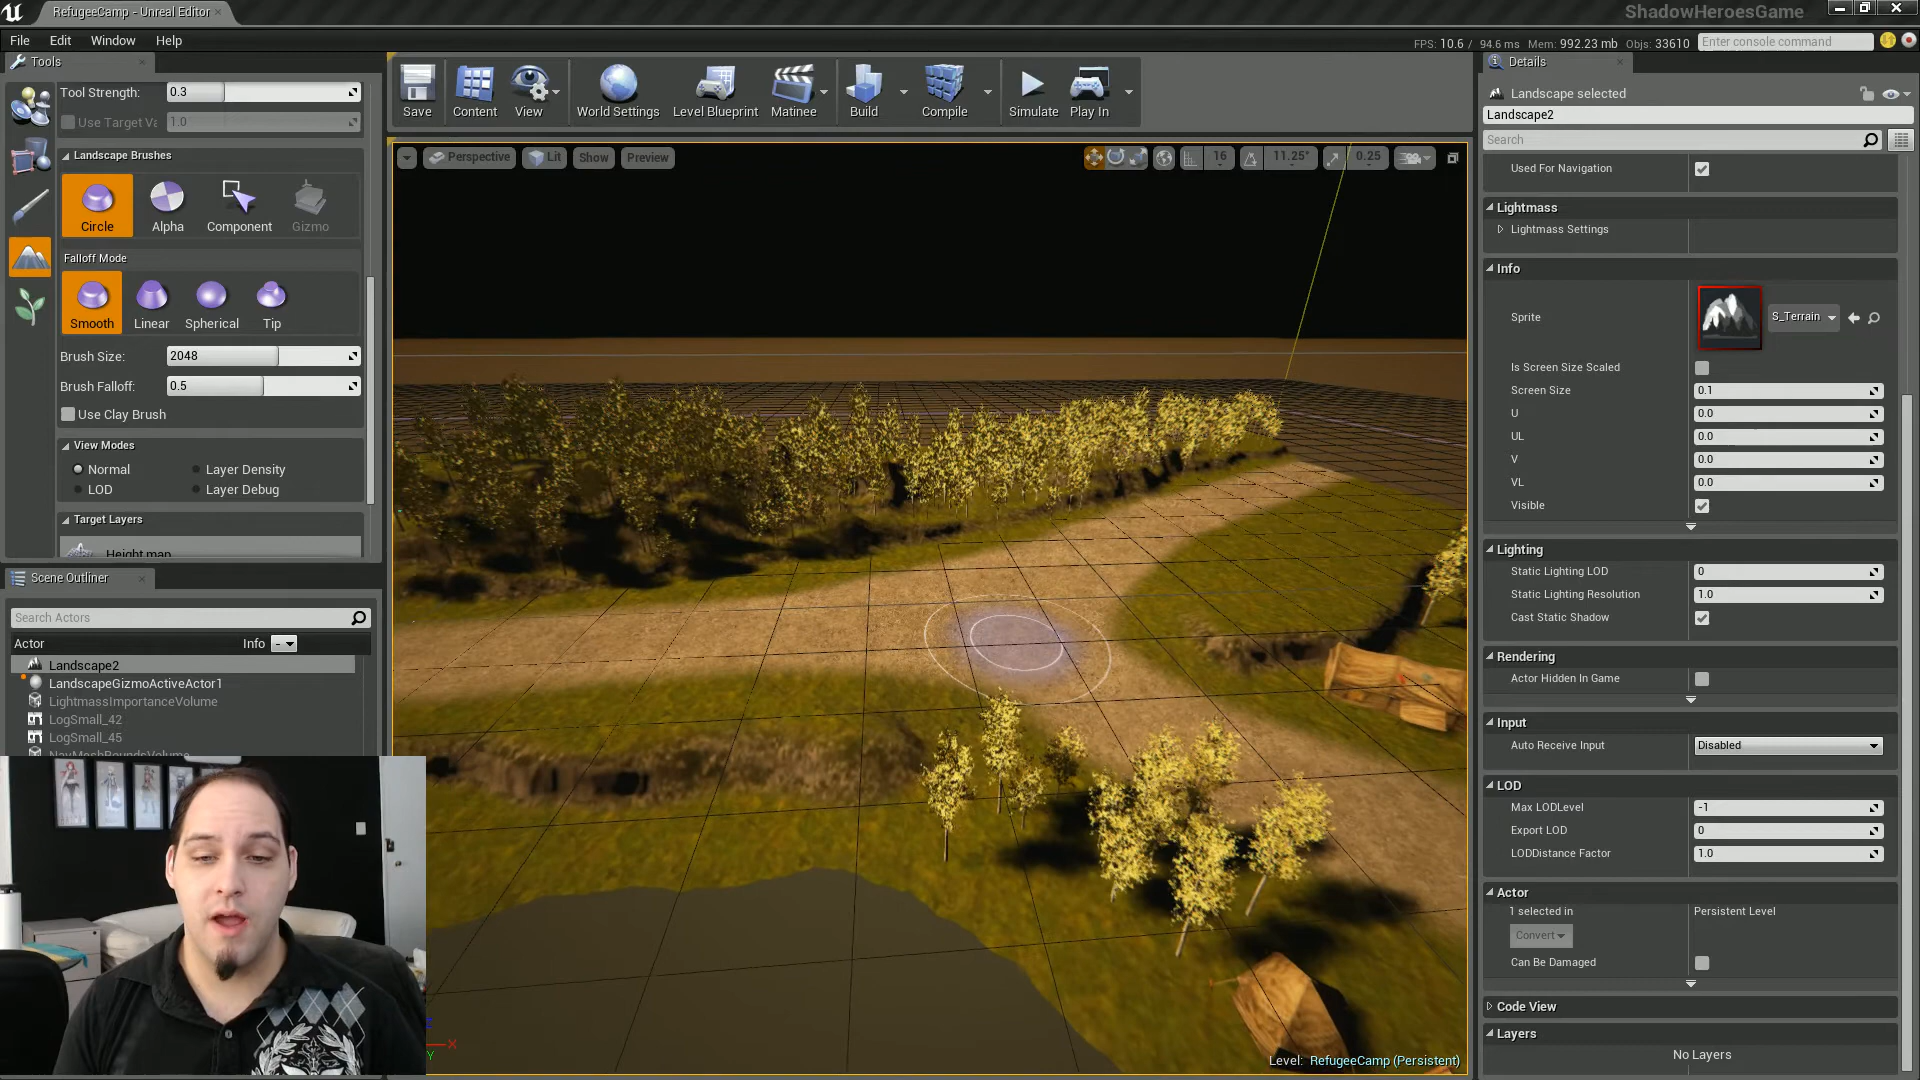 RefugeeCamp - Unreal Editor
ShadowHeroesGame
File Edit Window Help
FPS: 10.6 / 94.6 ms Mem: 992.23 mb Objs: 33610 Enter console command
Tools
Tool Strength: 0.3
Use Target Va 1.0
Landscape Brushes
Circle Alpha Component Gizmo
Falloff Mode
Smooth Linear Spherical Tip
Brush Size: 2048
Brush Falloff: 0.5
Use Clay Brush
View Modes
Normal Layer Density
LOD Layer Debug
Target Layers
Height map
Scene Outliner
Search Actors
Actor Info -
Landscape2
LandscapeGizmoActiveActor1
LightmassImportanceVolume
LogSmall_42
LogSmall_45
NavMeshBoundsVolume
Save Content View World Settings Level Blueprint Matinee Build Compile Simulate Play In
Perspective Lit Show Preview 16 11.25° 0.25
X
Y
Level: RefugeeCamp (Persistent)
Details
Landscape selected
Landscape2
Search
Used For Navigation
Lightmass
Lightmass Settings
Info
Sprite S_Terrain
Is Screen Size Scaled
Screen Size 0.1
U 0.0
UL 0.0
V 0.0
VL 0.0
Visible
Lighting
Static Lighting LOD 0
Static Lighting Resolution 1.0
Cast Static Shadow
Rendering
Actor Hidden In Game
Input
Auto Receive Input Disabled
LOD
Max LODLevel -1
Export LOD 0
LODDistance Factor 1.0
Actor
1 selected in Persistent Level
Convert
Can Be Damaged
Code View
Layers
No Layers